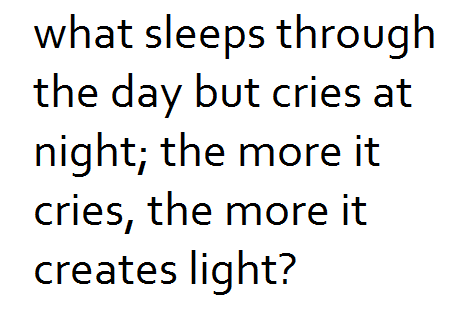 what sleeps through
the day but cries at
night; the more it
cries, the more it
creates light?